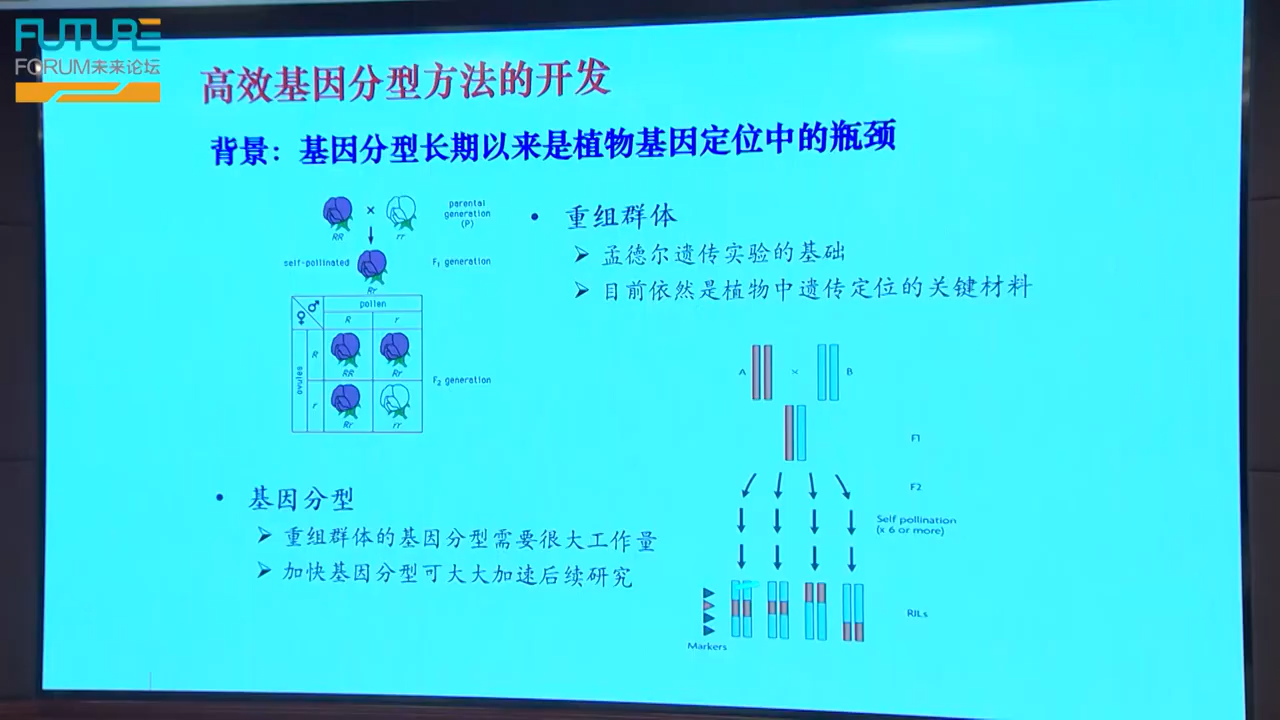 FUTURE
FORUM未来论坛
高效基因分型方法的开发
背景：基因分型长期以来是植物基因定位中的瓶颈
parental
generation
(P)
RR
×
rr
self-pollinated
F₁ generation
Rr
♀
♂
pollen
R
r
ovules
R
RR
Rr
r
Rr
rr
F₂ generation
• 重组群体
➢ 孟德尔遗传实验的基础
➢ 目前依然是植物中遗传定位的关键材料
A
×
B
F1
F2
Self pollination
(x 6 or more)
RILs
Markers
• 基因分型
➢ 重组群体的基因分型需要很大工作量
➢ 加快基因分型可大大加速后续研究